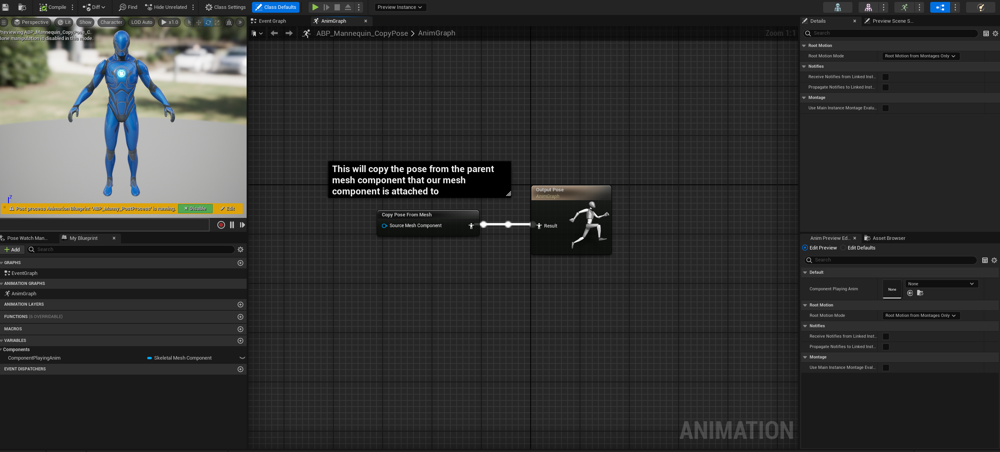 Compile
Diff
Find
Hide Unrelated
Class Settings
Class Defaults
Preview Instance
Perspective
Lit
Show
Character
LOD Auto
x1.0
Previewing ABP_Mannequin_CopyPose_C.
Bone manipulation is disabled in this mode.
Z
Post process Animation Blueprint 'ABP_Manny_PostProcess' is running.
Disable
Edit
Pose Watch Man...
My Blueprint
Add
Search
GRAPHS
EventGraph
ANIMATION GRAPHS
AnimGraph
ANIMATION LAYERS
FUNCTIONS (6 OVERRIDABLE)
MACROS
VARIABLES
Components
ComponentPlayingAnim
Skeletal Mesh Component
EVENT DISPATCHERS
Event Graph
AnimGraph
ABP_Mannequin_CopyPose > AnimGraph
Zoom 1:1
This will copy the pose from the parent
mesh component that our mesh
component is attached to
Copy Pose From Mesh
Source Mesh Component
Output Pose
AnimGraph
Result
ANIMATION
Details
Preview Scene S...
Search
Root Motion
Root Motion Mode
Root Motion from Montages Only
Notifies
Receive Notifies from Linked Inst...
Propagate Notifies to Linked Inst...
Montage
Use Main Instance Montage Evalu...
Anim Preview Ed...
Asset Browser
Edit Preview
Edit Defaults
Search
Default
Component Playing Anim
None
None
Root Motion
Root Motion Mode
Root Motion from Montages Only
Notifies
Receive Notifies from Linked Inst...
Propagate Notifies to Linked Inst...
Montage
Use Main Instance Montage Eval...